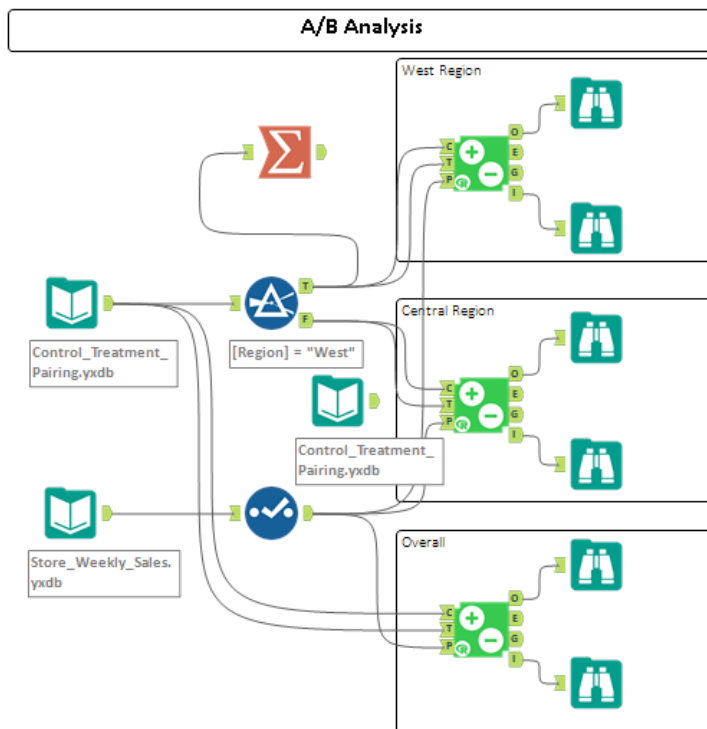 A/B Analysis
West Region
C
T
P
R
O
E
G
I
T
F
Control_Treatment_
Pairing.yxdb
[Region] = "West"
Central Region
C
T
P
R
O
E
G
I
Control_Treatment_
Pairing.yxdb
Store_Weekly_Sales.
yxdb
Overall
C
T
P
R
O
E
G
I